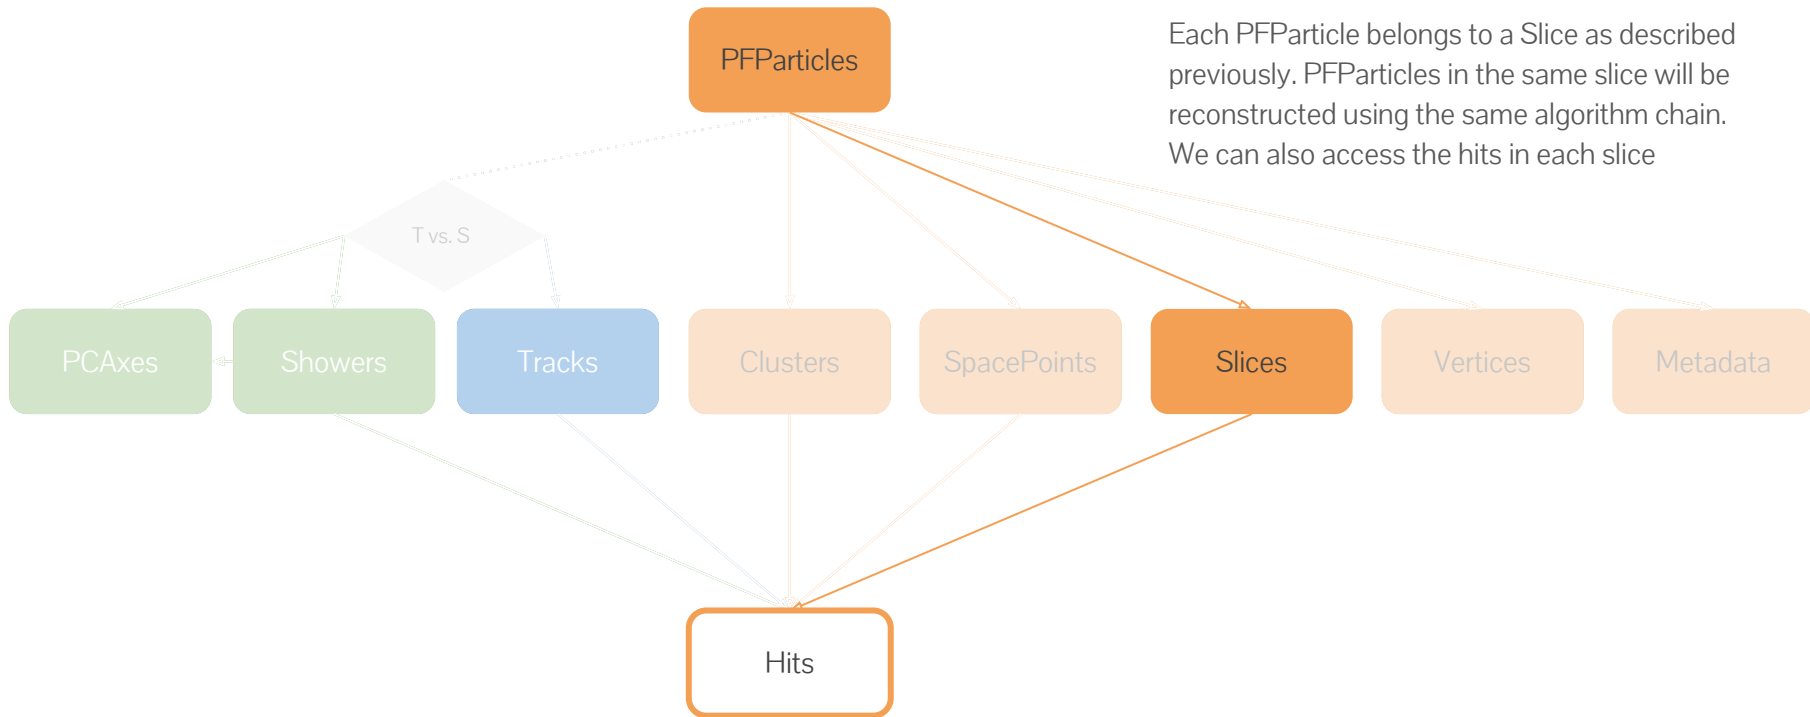 PFParticles
Each PFParticle belongs to a Slice as described
previously. PFParticles in the same slice will be
reconstructed using the same algorithm chain.
We can also access the hits in each slice
T vs. S
PCAxes
Showers
Tracks
Clusters
SpacePoints
Slices
Vertices
Metadata
Hits